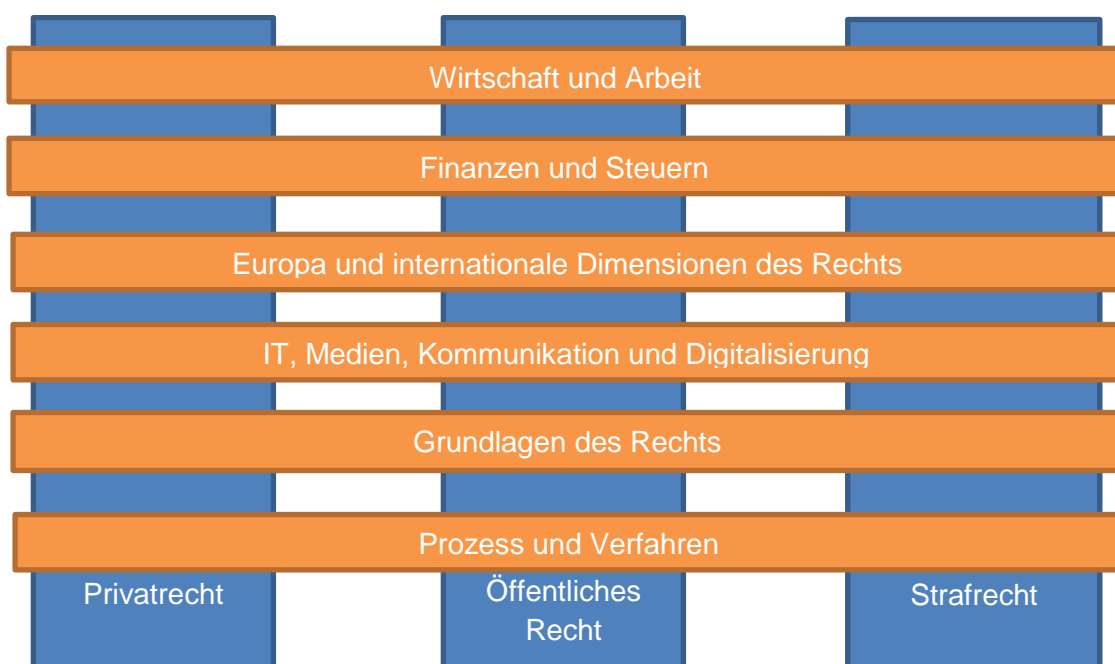 Wirtschaft und Arbeit
Finanzen und Steuern
Europa und internationale Dimensionen des Rechts
IT, Medien, Kommunikation und Digitalisierung
Grundlagen des Rechts
Prozess und Verfahren
Privatrecht
Öffentliches
Recht
Strafrecht